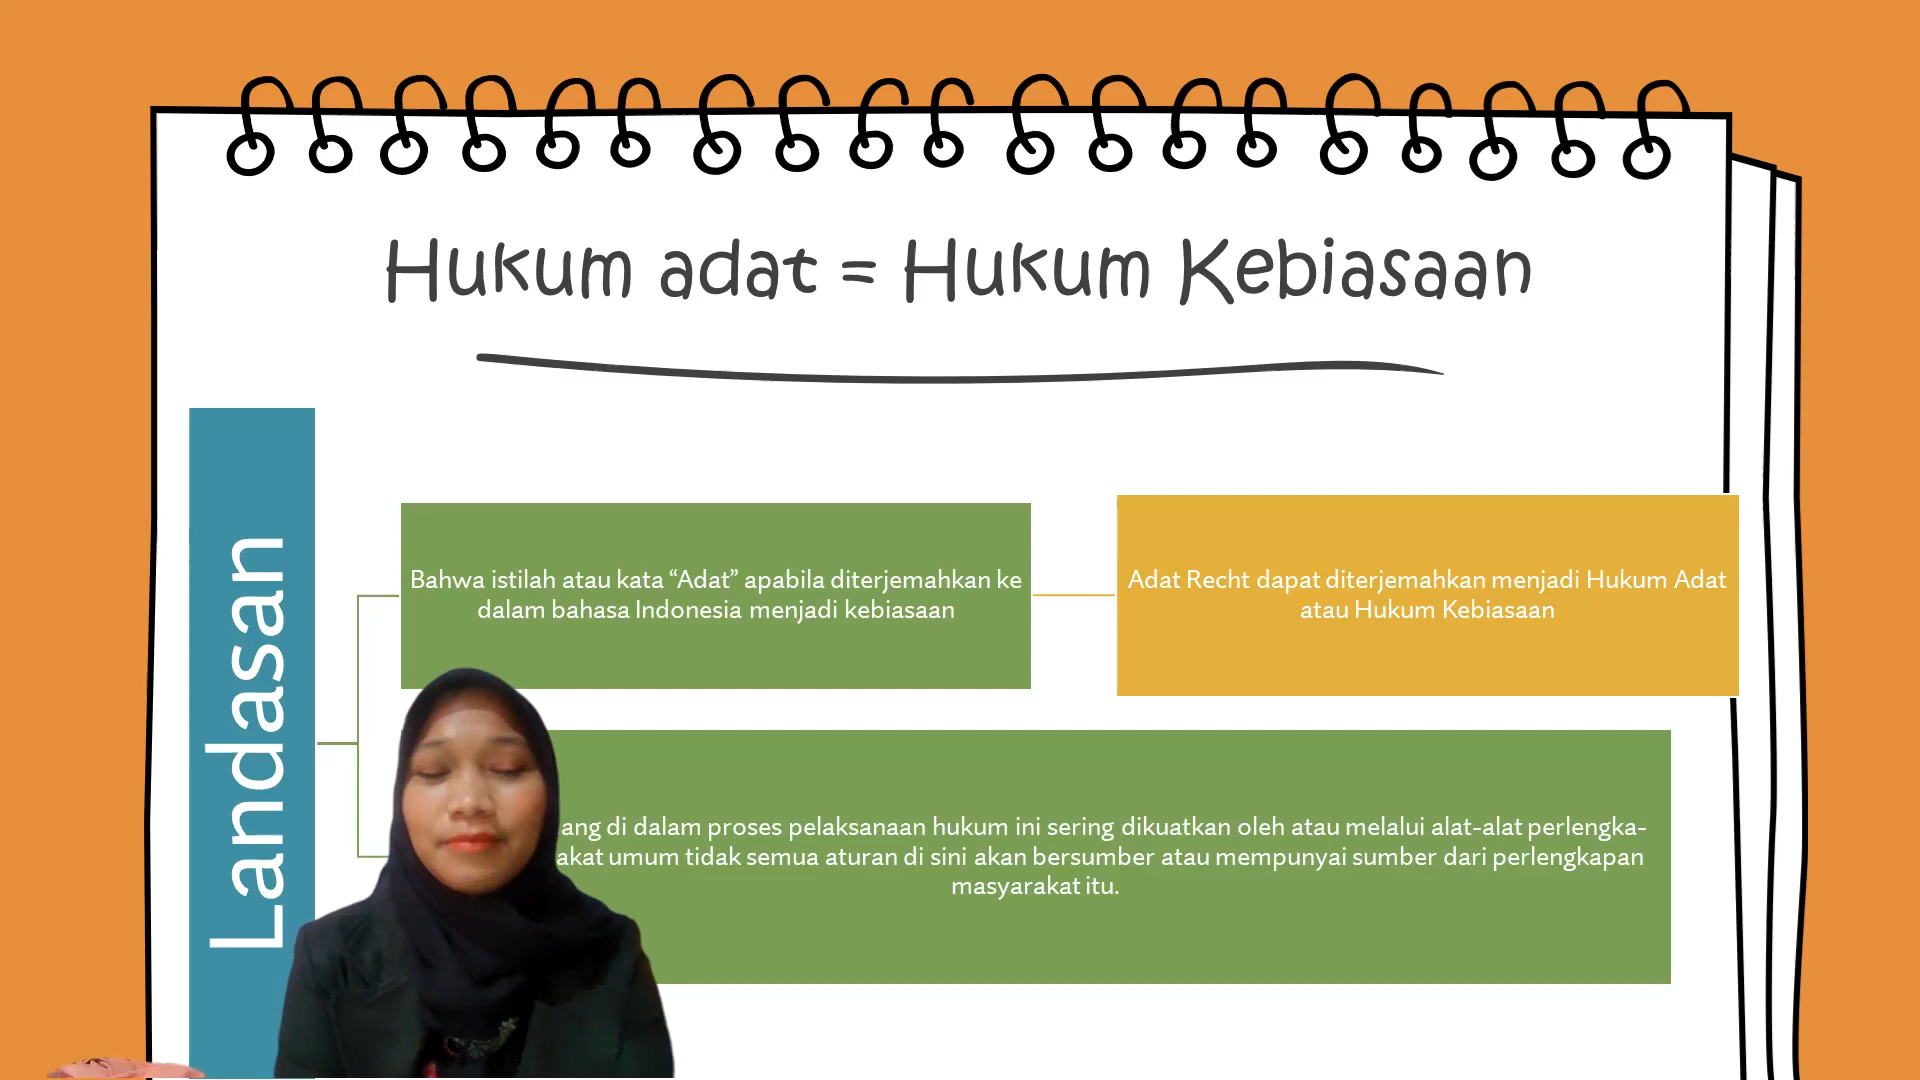 Hukum adat = Hukum Kebiasaan
Landasan
Bahwa istilah atau kata “Adat” apabila diterjemahkan ke
dalam bahasa Indonesia menjadi kebiasaan
Adat Recht dapat diterjemahkan menjadi Hukum Adat
atau Hukum Kebiasaan
di dalam proses pelaksanaan hukum ini sering dikuatkan oleh atau melalui alat-alat perlengka-
umum tidak semua aturan di sini akan bersumber atau mempunyai sumber dari perlengkapan
masyarakat itu.